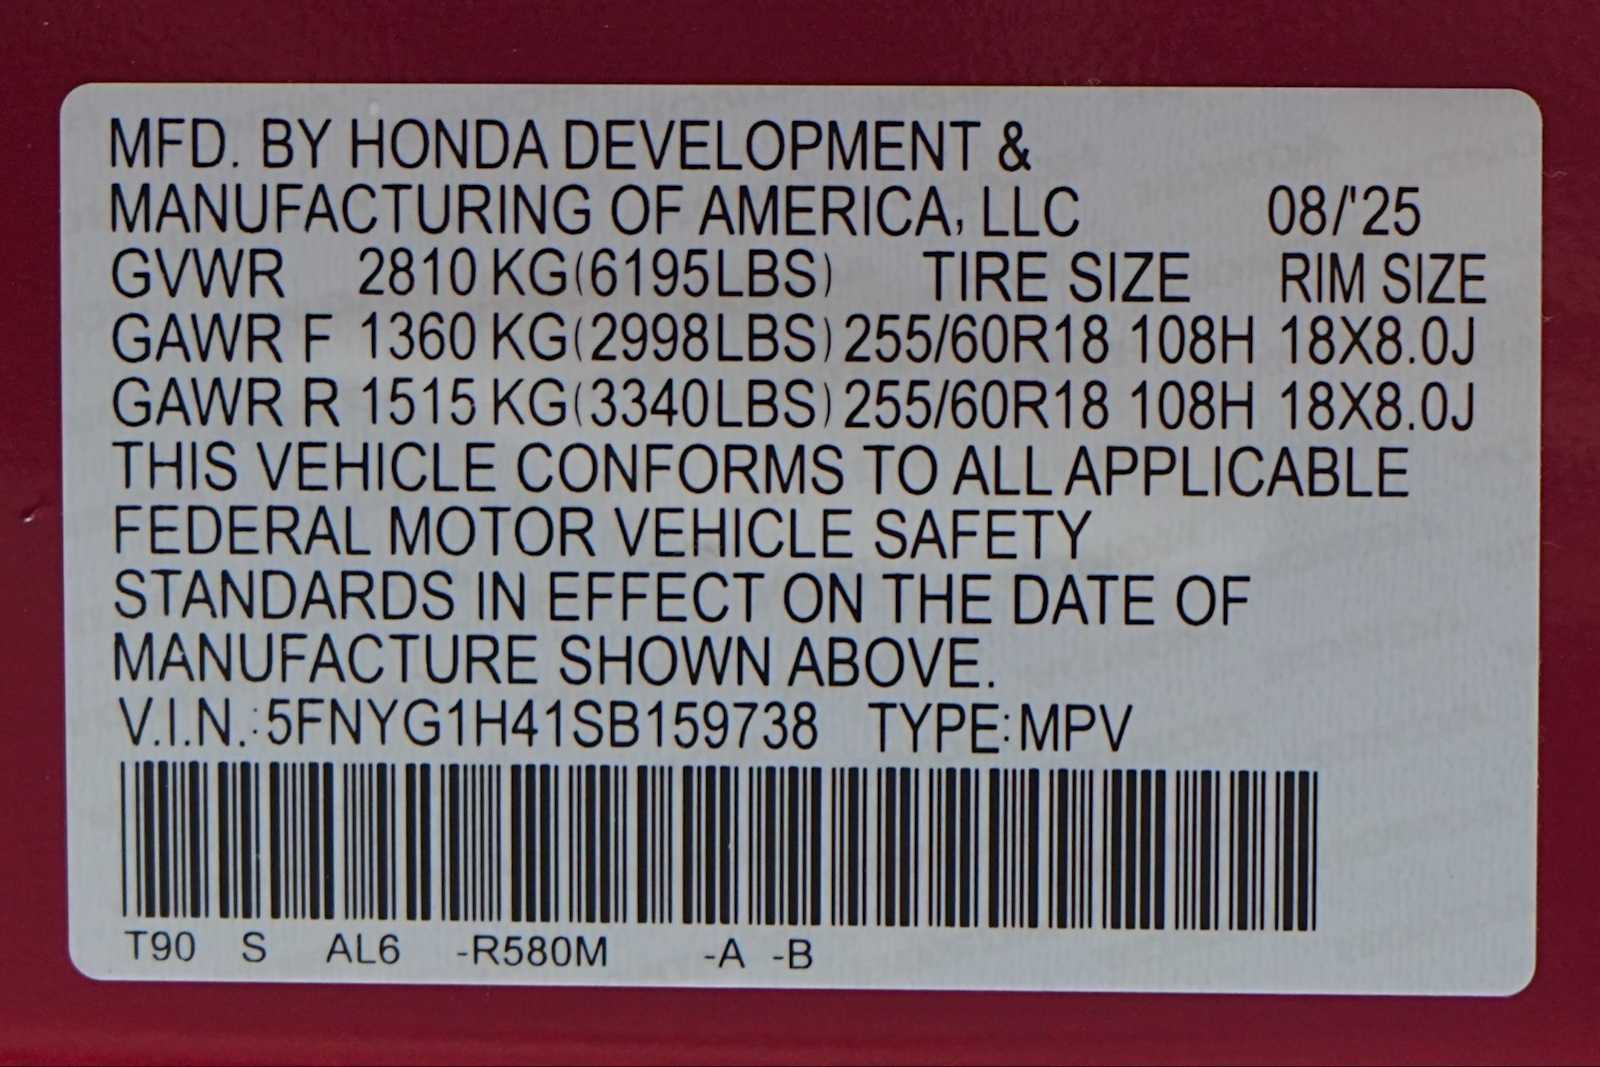 MFD. BY HONDA DEVELOPMENT &
MANUFACTURING OF AMERICA, LLC 08/'25
GVWR 2810 KG(6195LBS) TIRE SIZE RIM SIZE
GAWR F 1360 KG(2998LBS) 255/60R18 108H 18X8.0J
GAWR R 1515 KG(3340LBS) 255/60R18 108H 18X8.0J
THIS VEHICLE CONFORMS TO ALL APPLICABLE
FEDERAL MOTOR VEHICLE SAFETY
STANDARDS IN EFFECT ON THE DATE OF
MANUFACTURE SHOWN ABOVE.
V.I.N.: 5FNYG1H41SB159738 TYPE: MPV
T90 S AL6 -R580M -A -B